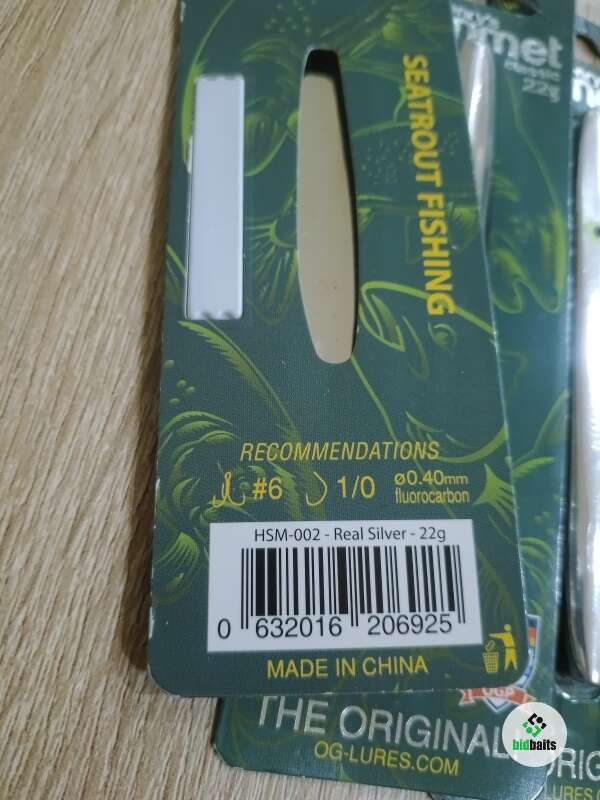 SEATROUT FISHING
RECOMMENDATIONS
#6 1/0 ø0.40mm
fluorocarbon
HSM-002 - Real Silver - 22g
0 632016 206925
MADE IN CHINA
classic
22g
OGP
THE ORIGINAL
OG-LURES.COM
bidbaits